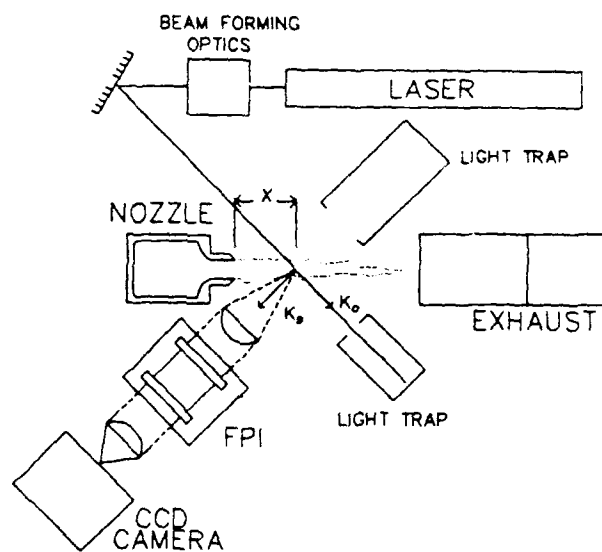 BEAM FORMING
OPTICS
LASER
LIGHT TRAP
X
NOZZLE
Ks
Ko
EXHAUST
LIGHT TRAP
FPI
CCD
CAMERA